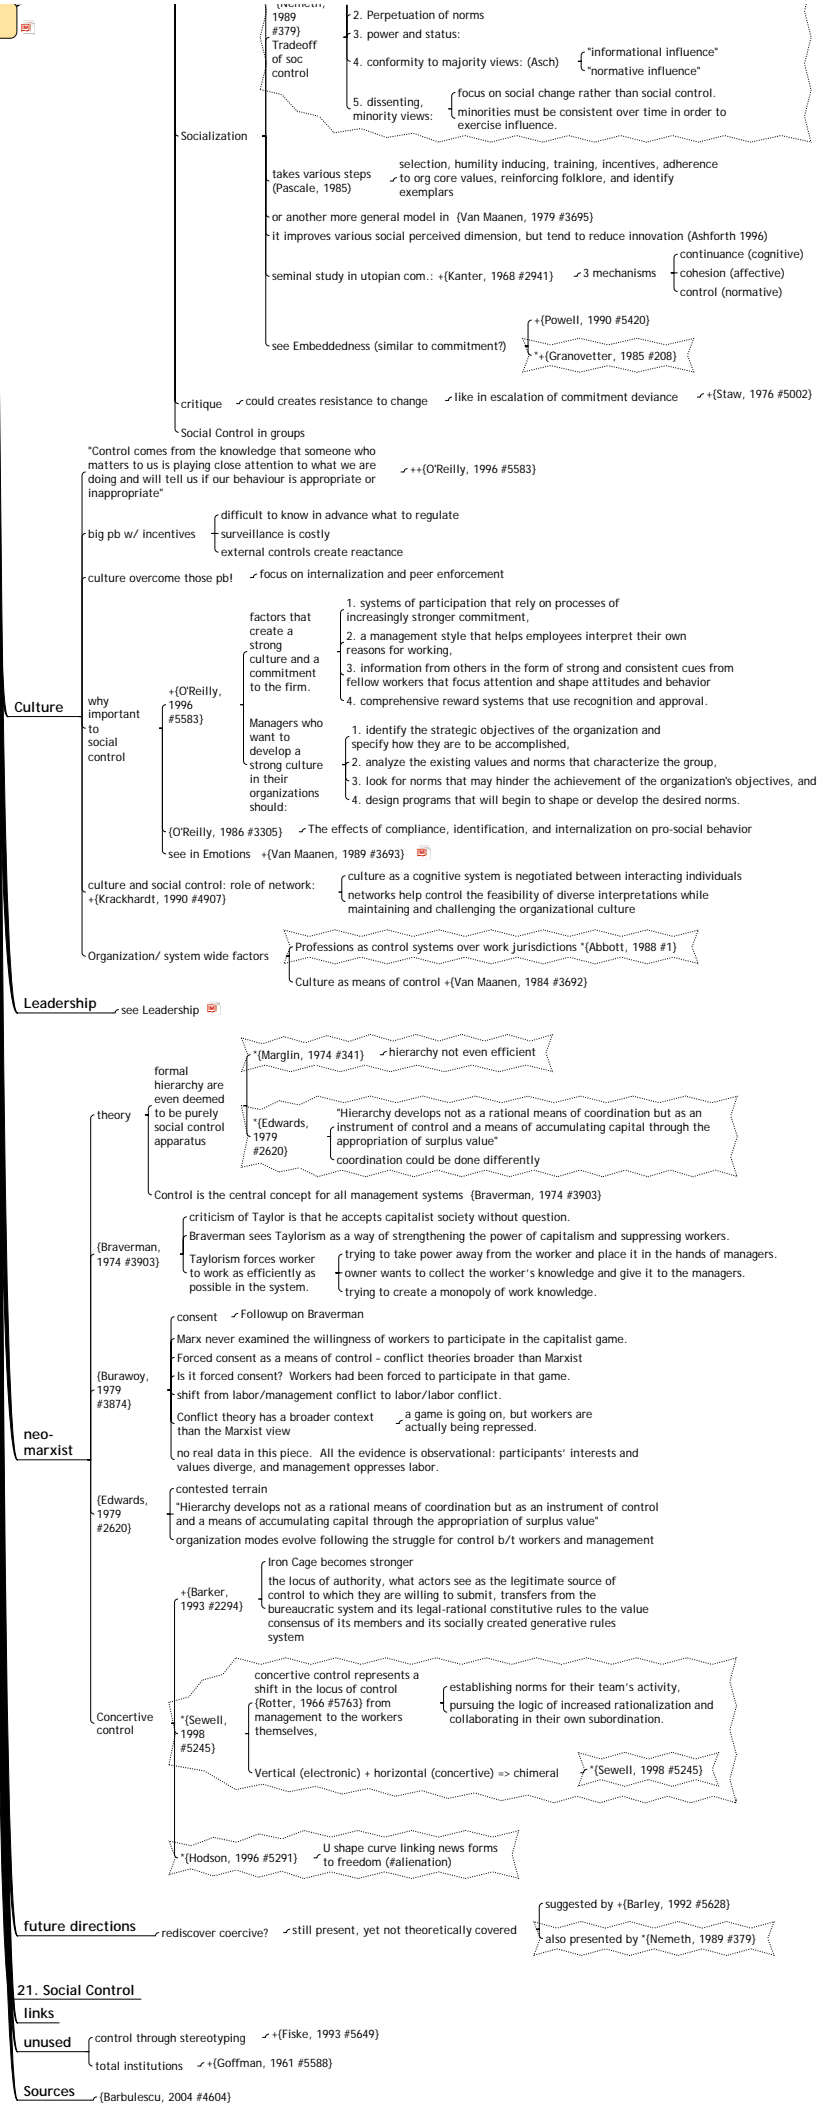 *{Nemeth,
1989
#379}
Tradeoff
of soc
control
2. Perpetuation of norms
3. power and status:
4. conformity to majority views: (Asch)
"informational influence"
"normative influence"
5. dissenting,
minority views:
focus on social change rather than social control.
minorities must be consistent over time in order to
exercise influence.
Socialization
takes various steps
(Pascale, 1985)
selection, humility inducing, training, incentives, adherence
to org core values, reinforcing folklore, and identify
exemplars
or another more general model in {Van Maanen, 1979 #3695}
it improves various social perceived dimension, but tend to reduce innovation (Ashforth 1996)
seminal study in utopian com.: +{Kanter, 1968 #2941}
3 mechanisms
continuance (cognitive)
cohesion (affective)
control (normative)
see Embeddedness (similar to commitment?)
+{Powell, 1990 #5420}
*+{Granovetter, 1985 #208}
critique
could creates resistance to change
like in escalation of commitment deviance
+{Staw, 1976 #5002}
Social Control in groups
Culture
"Control comes from the knowledge that someone who
matters to us is playing close attention to what we are
doing and will tell us if our behaviour is appropriate or
inappropriate"
++{O'Reilly, 1996 #5583}
big pb w/ incentives
difficult to know in advance what to regulate
surveillance is costly
external controls create reactance
culture overcome those pb!
focus on internalization and peer enforcement
why
important
to
social
control
+{O'Reilly,
1996
#5583}
factors that
create a
strong
culture and a
commitment
to the firm.
1. systems of participation that rely on processes of
increasingly stronger commitment,
2. a management style that helps employees interpret their own
reasons for working,
3. information from others in the form of strong and consistent cues from
fellow workers that focus attention and shape attitudes and behavior
4. comprehensive reward systems that use recognition and approval.
Managers who
want to
develop a
strong culture
in their
organizations
should:
1. identify the strategic objectives of the organization and
specify how they are to be accomplished,
2. analyze the existing values and norms that characterize the group,
3. look for norms that may hinder the achievement of the organization's objectives, and
4. design programs that will begin to shape or develop the desired norms.
{O'Reilly, 1986 #3305}
The effects of compliance, identification, and internalization on pro-social behavior
see in Emotions +{Van Maanen, 1989 #3693}
culture and social control: role of network:
+{Krackhardt, 1990 #4907}
culture as a cognitive system is negotiated between interacting individuals
networks help control the feasibility of diverse interpretations while
maintaining and challenging the organizational culture
Organization/ system wide factors
Professions as control systems over work jurisdictions *{Abbott, 1988 #1}
Culture as means of control +{Van Maanen, 1984 #3692}
Leadership
see Leadership
neo-
marxist
theory
formal
hierarchy are
even deemed
to be purely
social control
apparatus
*{Marglin, 1974 #341}
hierarchy not even efficient
*{Edwards,
1979
#2620}
"Hierarchy develops not as a rational means of coordination but as an
instrument of control and a means of accumulating capital through the
appropriation of surplus value"
coordination could be done differently
Control is the central concept for all management systems {Braverman, 1974 #3903}
{Braverman,
1974 #3903}
criticism of Taylor is that he accepts capitalist society without question.
Braverman sees Taylorism as a way of strengthening the power of capitalism and suppressing workers.
Taylorism forces worker
to work as efficiently as
possible in the system.
trying to take power away from the worker and place it in the hands of managers.
owner wants to collect the worker's knowledge and give it to the managers.
trying to create a monopoly of work knowledge.
{Burawoy,
1979
#3874}
consent
Followup on Braverman
Marx never examined the willingness of workers to participate in the capitalist game.
Forced consent as a means of control – conflict theories broader than Marxist
Is it forced consent? Workers had been forced to participate in that game.
shift from labor/management conflict to labor/labor conflict.
Conflict theory has a broader context
than the Marxist view
a game is going on, but workers are
actually being repressed.
no real data in this piece. All the evidence is observational: participants' interests and
values diverge, and management oppresses labor.
{Edwards,
1979
#2620}
contested terrain
"Hierarchy develops not as a rational means of coordination but as an instrument of control
and a means of accumulating capital through the appropriation of surplus value"
organization modes evolve following the struggle for control b/t workers and management
Concertive
control
+{Barker,
1993 #2294}
Iron Cage becomes stronger
the locus of authority, what actors see as the legitimate source of
control to which they are willing to submit, transfers from the
bureaucratic system and its legal-rational constitutive rules to the value
consensus of its members and its socially created generative rules
system
*{Sewell,
1998
#5245}
concertive control represents a
shift in the locus of control
{Rotter, 1966 #5763} from
management to the workers
themselves,
establishing norms for their team's activity,
pursuing the logic of increased rationalization and
collaborating in their own subordination.
Vertical (electronic) + horizontal (concertive) => chimeral
*{Sewell, 1998 #5245}
*{Hodson, 1996 #5291}
U shape curve linking news forms
to freedom (#alienation)
future directions
rediscover coercive?
still present, yet not theoretically covered
suggested by +{Barley, 1992 #5628}
also presented by *{Nemeth, 1989 #379}
21. Social Control
links
unused
control through stereotyping
+{Fiske, 1993 #5649}
total institutions
+{Goffman, 1961 #5588}
Sources
{Barbulescu, 2004 #4604}